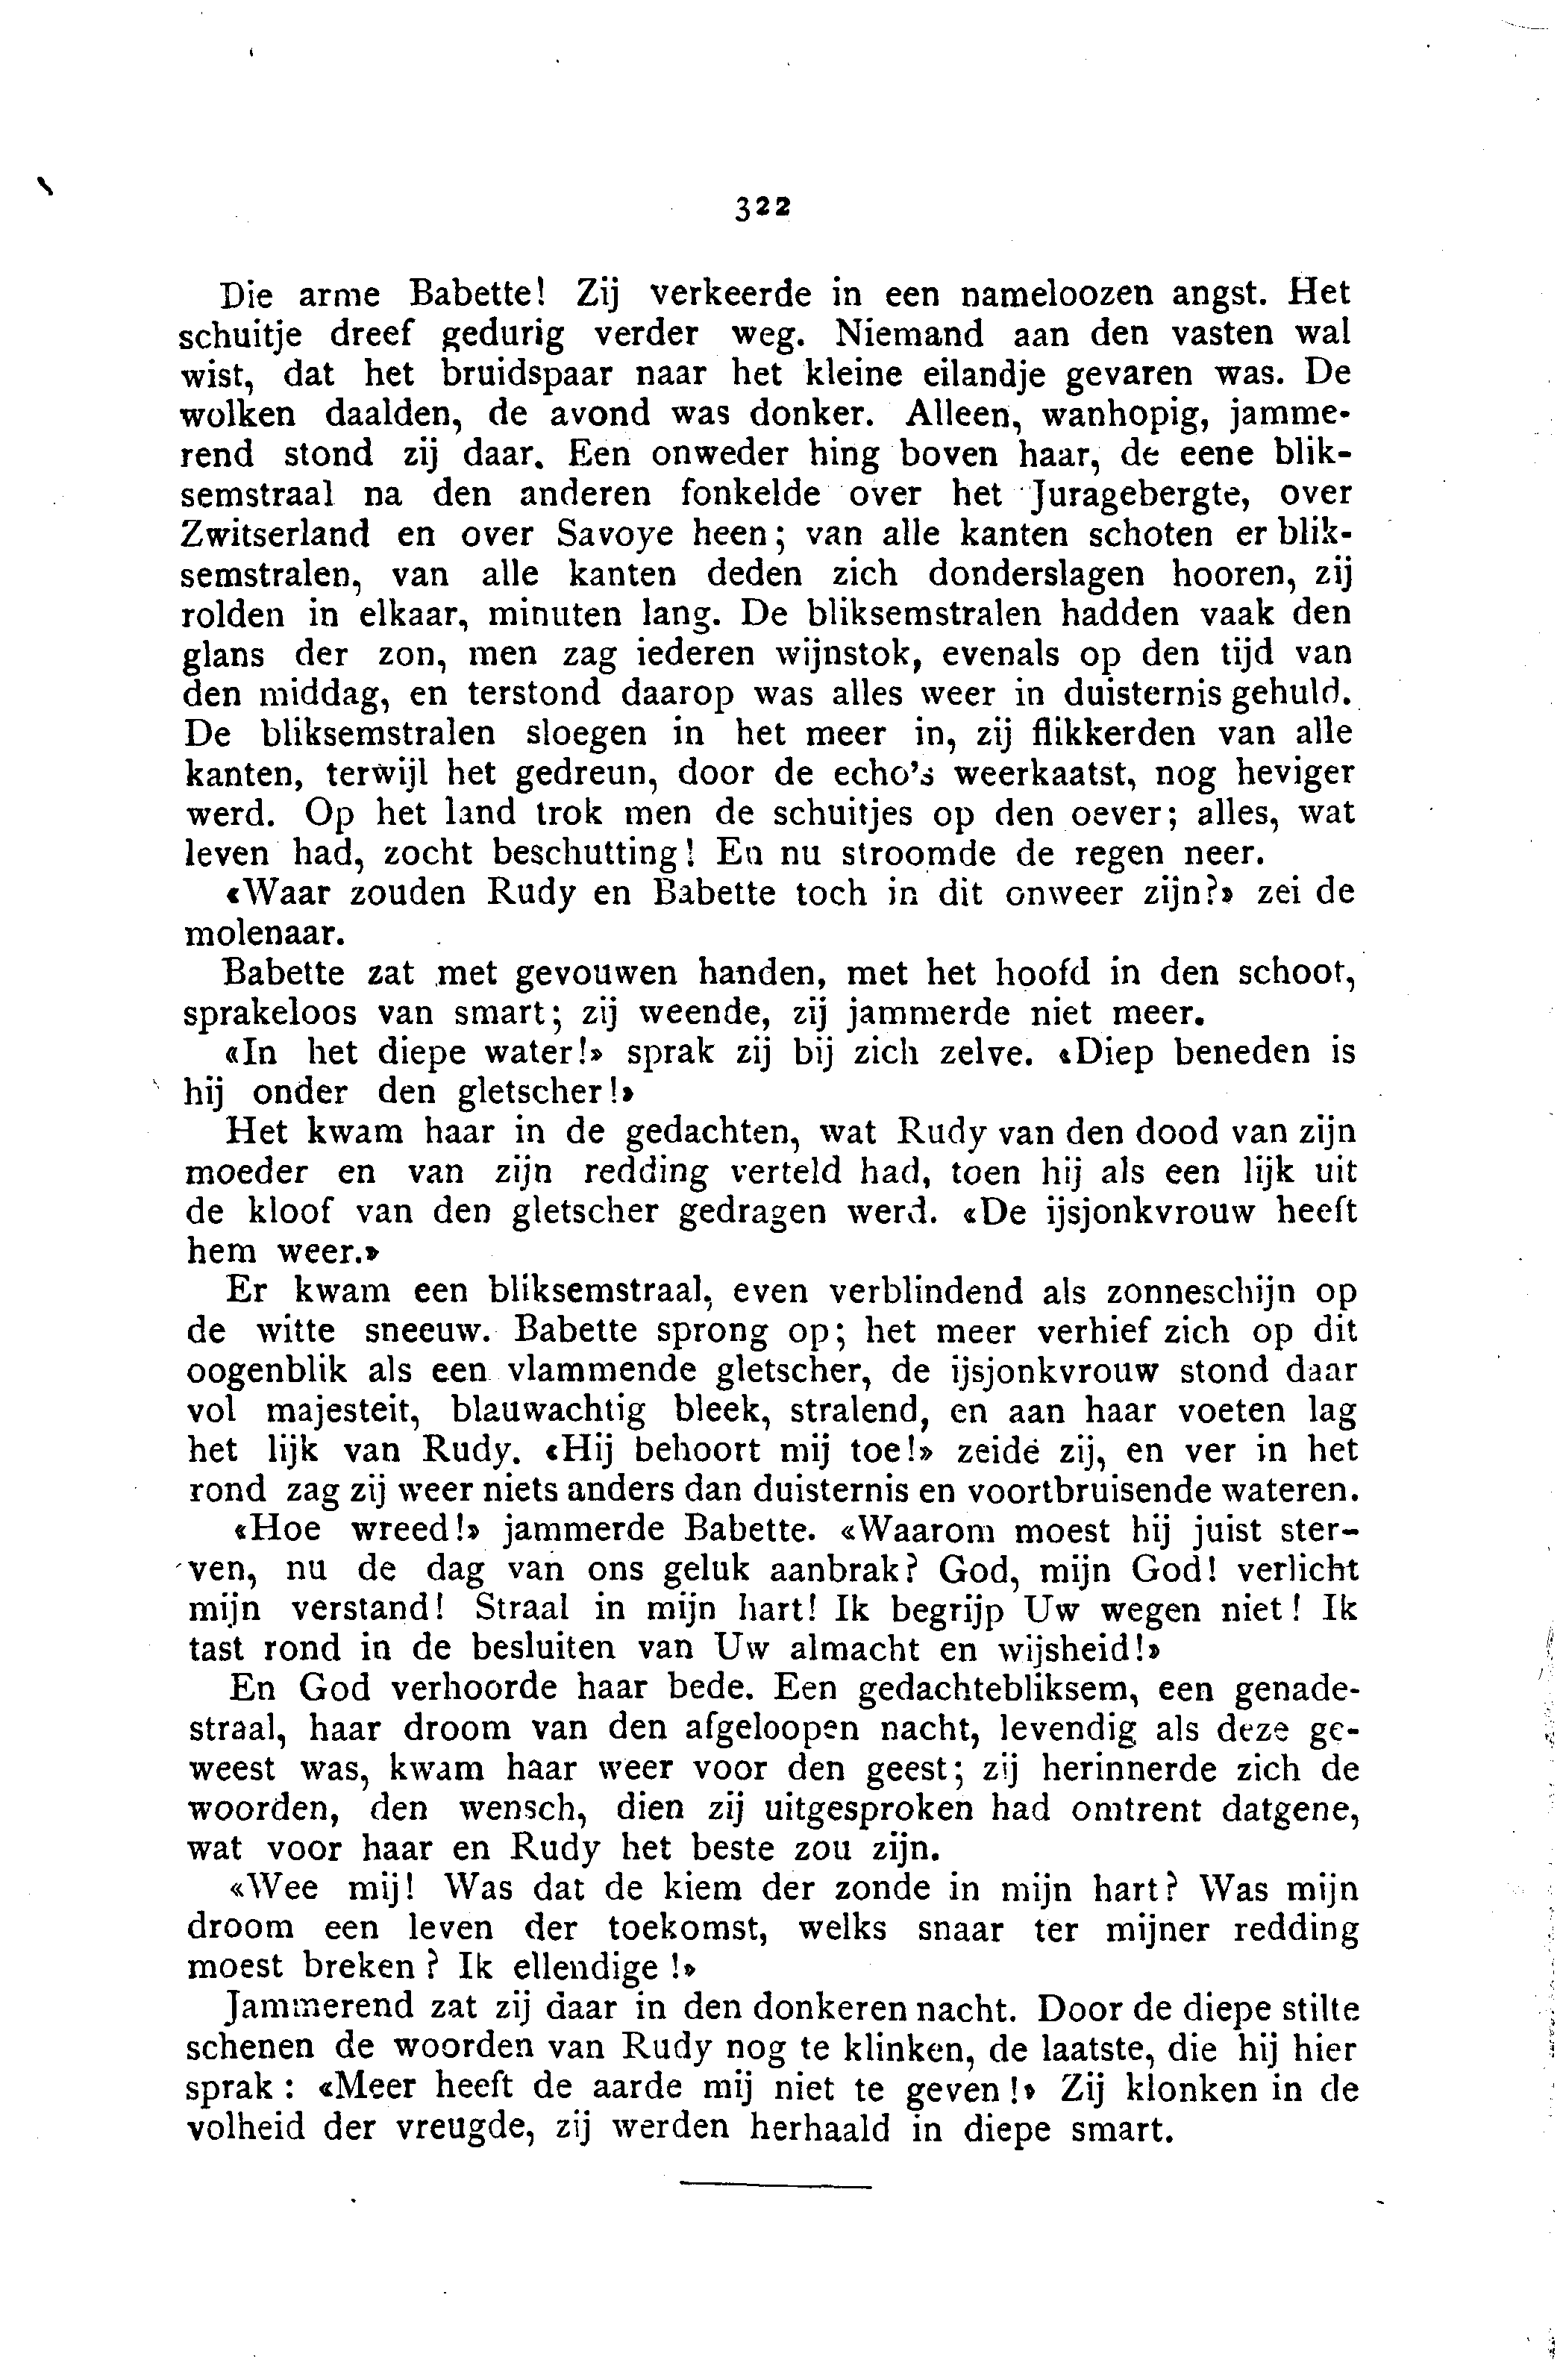 322
Die arme Babette! Zij verkeerde in een nameloozen angst. Het
schuitje dreef gedurig verder weg. Niemand aan den vasten wal
wist, dat het bruidspaar naar het kleine eilandje gevaren was. De
wolken daalden, de avond was donker. Alleen, wanhopig, jamme-
rend stond zij daar. Een onweder hing boven haar, de eene blik-
semstraal na den anderen fonkelde over het Juragebergte, over
Zwitserland en over Savoye heen; van alle kanten schoten er blik-
semstralen, van alle kanten deden zich donderslagen hooren, zij
rolden in elkaar, minuten lang. De bliksemstralen hadden vaak den
glans der zon, men zag iederen wijnstok, evenals op den tijd van
den middag, en terstond daarop was alles weer in duisternis gehuld.
De bliksemstralen sloegen in het meer in, zij flikkerden van alle
kanten, terwijl het gedreun, door de echo's weerkaatst, nog heviger
werd. Op het land trok men de schuitjes op den oever; alles, wat
leven had, zocht beschutting! En nu stroomde de regen neer.
«Waar zouden Rudy en Babette toch in dit onweer zijn?» zei de
molenaar.
Babette zat met gevouwen handen, met het hoofd in den schoot,
sprakeloos van smart; zij weende, zij jammerde niet meer.
«In het diepe water!» sprak zij bij zich zelve. «Diep beneden is
hij onder den gletscher!»
Het kwam haar in de gedachten, wat Rudy van den dood van zijn
moeder en van zijn redding verteld had, toen hij als een lijk uit
de kloof van den gletscher gedragen werd. «De ijsjonkvrouw heeft
hem weer.»
Er kwam een bliksemstraal, even verblindend als zonneschijn op
de witte sneeuw. Babette sprong op; het meer verhief zich op dit
oogenblik als een vlammende gletscher, de ijsjonkvrouw stond daar
vol majesteit, blauwachtig bleek, stralend, en aan haar voeten lag
het lijk van Rudy. «Hij behoort mij toe!» zeide zij, en ver in het
rond zag zij weer niets anders dan duisternis en voortbruisende wateren.
«Hoe wreed!» jammerde Babette. «Waarom moest hij juist ster-
ven, nu de dag van ons geluk aanbrak? God, mijn God! verlicht
mijn verstand! Straal in mijn hart! Ik begrijp Uw wegen niet! Ik
tast rond in de besluiten van Uw almacht en wijsheid!»
En God verhoorde haar bede. Een gedachtebliksem, een genade-
straal, haar droom van den afgeloopen nacht, levendig als deze ge-
weest was, kwam haar weer voor den geest; zij herinnerde zich de
woorden, den wensch, dien zij uitgesproken had omtrent datgene,
wat voor haar en Rudy het beste zou zijn.
«Wee mij! Was dat de kiem der zonde in mijn hart? Was mijn
droom een leven der toekomst, welks snaar ter mijner redding
moest breken? Ik ellendige!»
Jammerend zat zij daar in den donkeren nacht. Door de diepe stilte
schenen de woorden van Rudy nog te klinken, de laatste, die hij hier
sprak: «Meer heeft de aarde mij niet te geven!» Zij klonken in de
volheid der vreugde, zij werden herhaald in diepe smart.